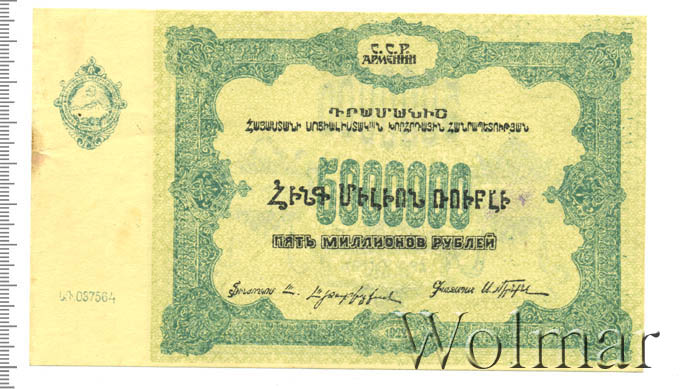 С.С.Р.
АРМЕНИИ
ԴՐԱՄԱՆԻՇ
ՀԱՅԱՍՏԱՆԻ ՍՈՑԻԱԼԻՍՏԱԿԱՆ ԽՈՐՀՐԴԱՅԻՆ ՀԱՆՐԱՊԵՏՈՒԹՅԱՆ
5000000
ՀԻՆԳ ՄԻԼԻՈՆ ՌՈՒԲԼԻ
ПЯТЬ МИЛЛИОНОВ РУБЛЕЙ
057564
Wolmar